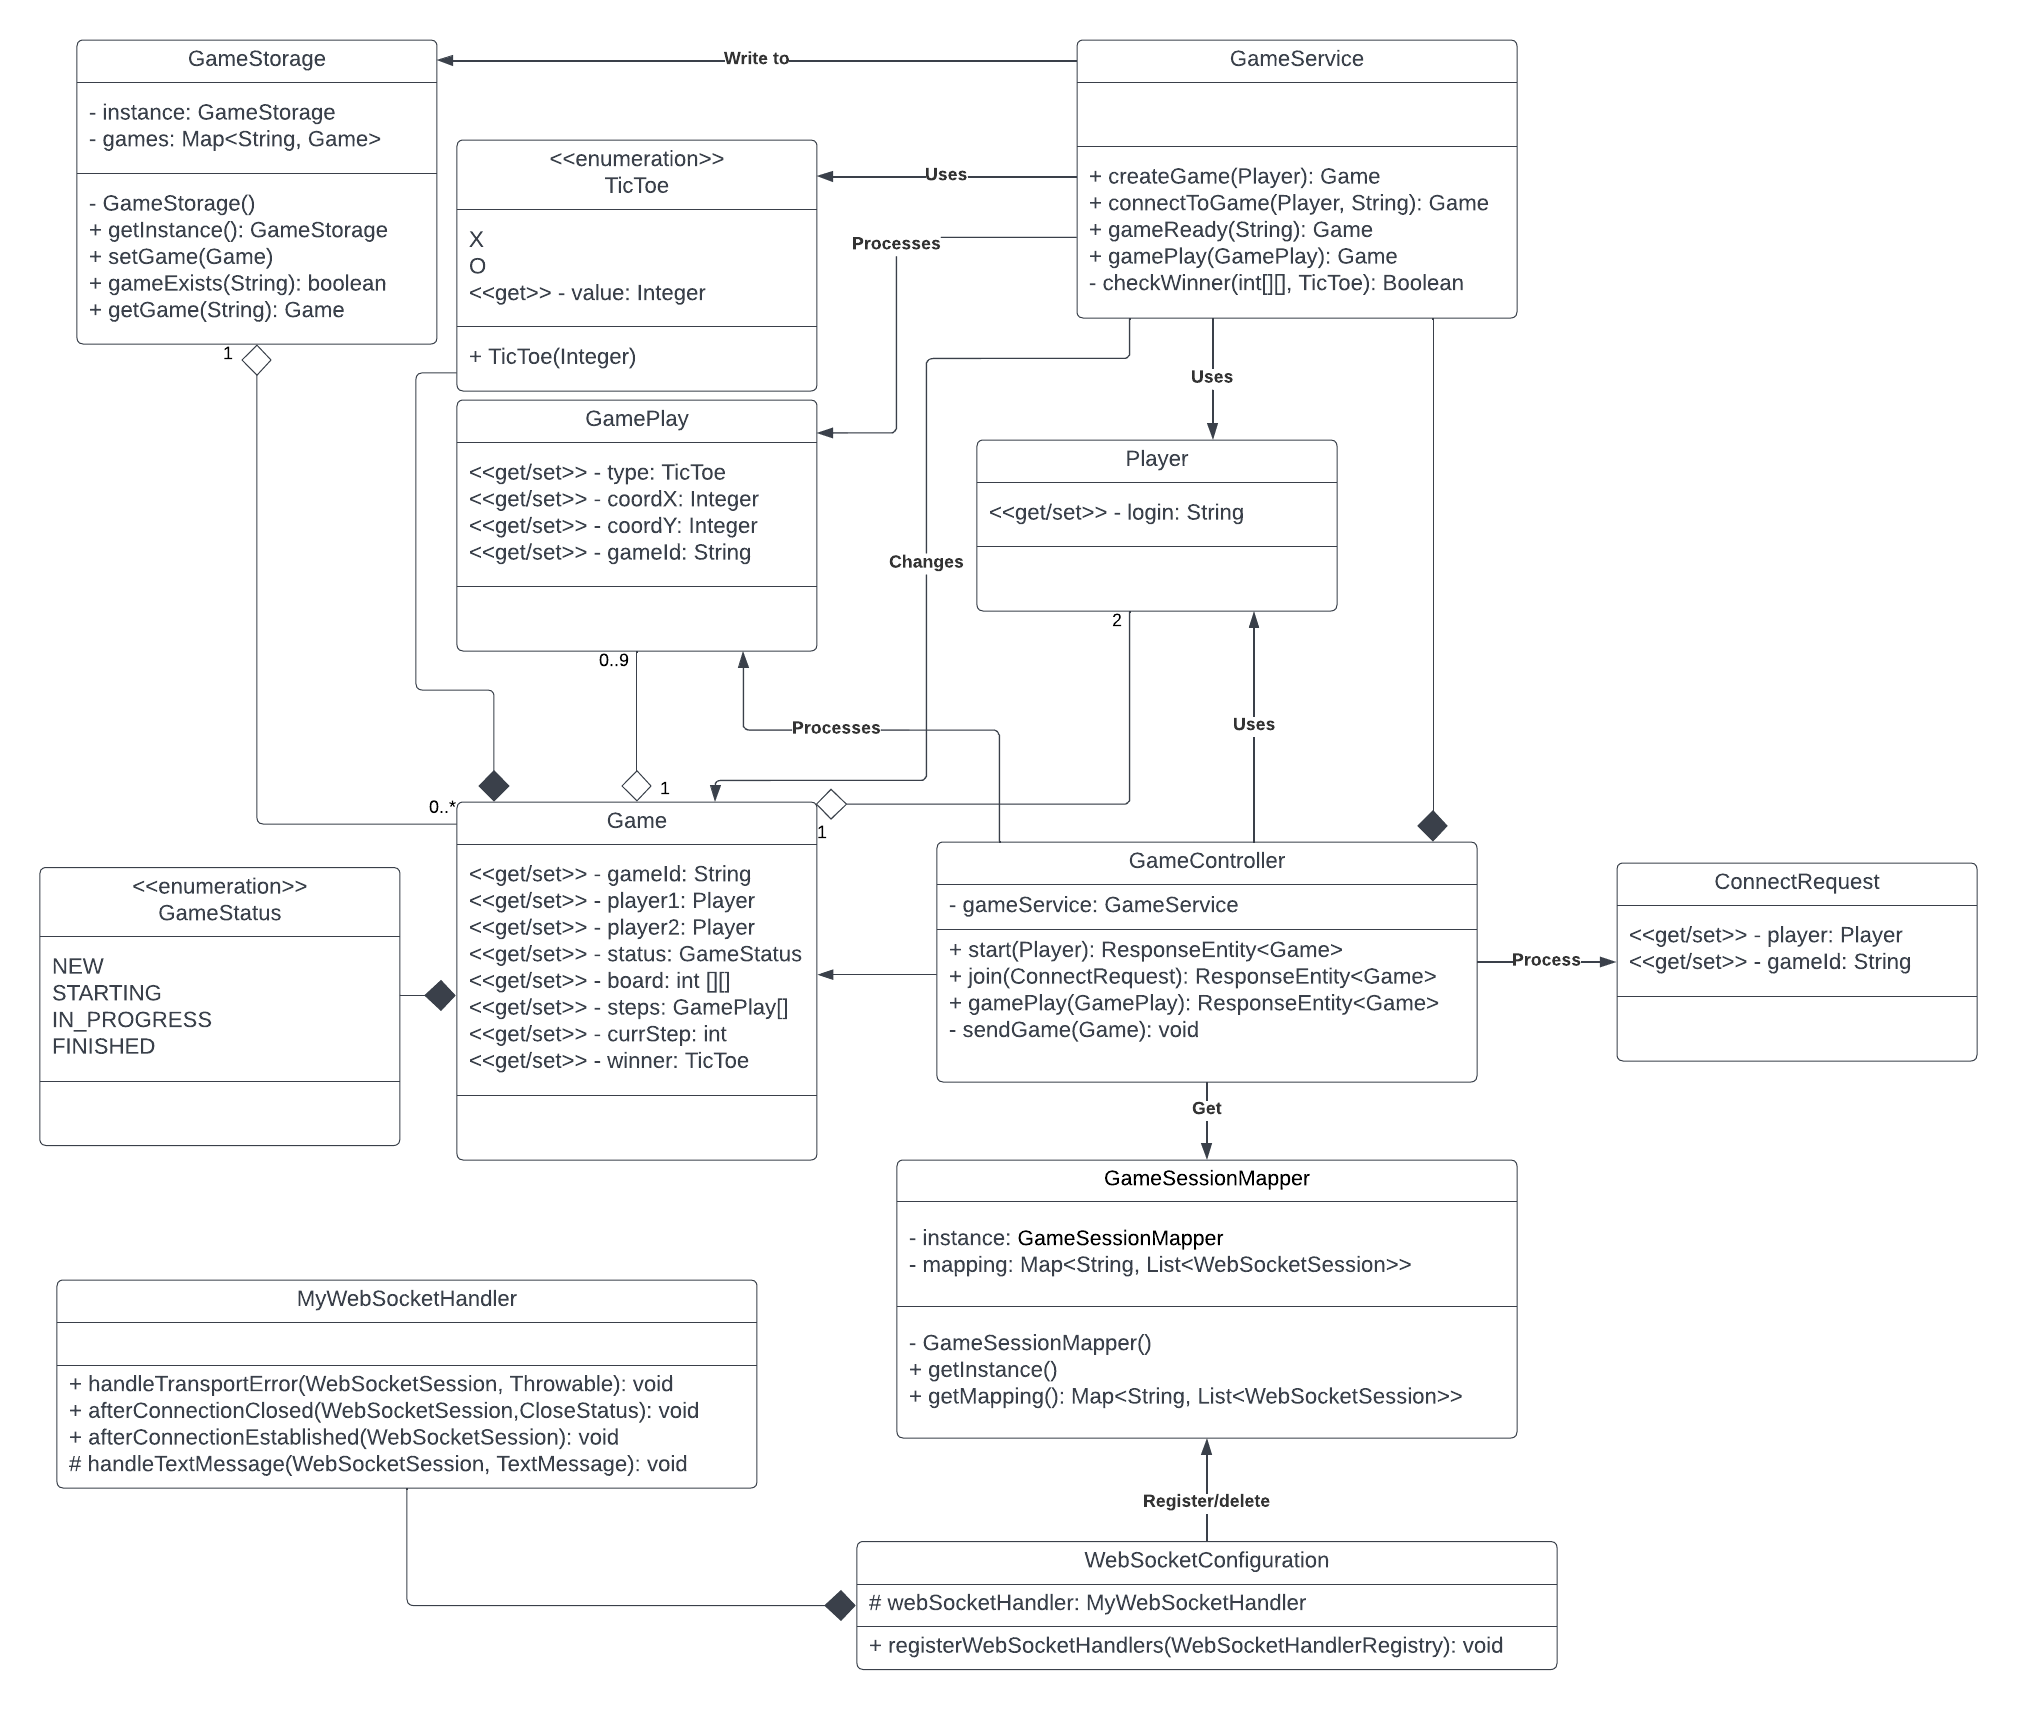 GameStorage
- instance: GameStorage
- games: Map<String, Game>
- GameStorage()
+ getInstance(): GameStorage
+ setGame(Game)
+ gameExists(String): boolean
+ getGame(String): Game
1
Write to
GameService
+ createGame(Player): Game
+ connectToGame(Player, String): Game
+ gameReady(String): Game
+ gamePlay(GamePlay): Game
- checkWinner(int[][], TicToe): Boolean
<<enumeration>>
TicToe
X
O
<<get>> - value: Integer
+ TicToe(Integer)
Uses
Processes
Uses
GamePlay
<<get/set>> - type: TicToe
<<get/set>> - coordX: Integer
<<get/set>> - coordY: Integer
<<get/set>> - gameId: String
0..9
Player
<<get/set>> - login: String
2
Changes
Processes
Uses
1
0..*
1
Game
<<get/set>> - gameId: String
<<get/set>> - player1: Player
<<get/set>> - player2: Player
<<get/set>> - status: GameStatus
<<get/set>> - board: int [][]
<<get/set>> - steps: GamePlay[]
<<get/set>> - currStep: int
<<get/set>> - winner: TicToe
<<enumeration>>
GameStatus
NEW
STARTING
IN_PROGRESS
FINISHED
GameController
- gameService: GameService
+ start(Player): ResponseEntity<Game>
+ join(ConnectRequest): ResponseEntity<Game>
+ gamePlay(GamePlay): ResponseEntity<Game>
- sendGame(Game): void
Process
ConnectRequest
<<get/set>> - player: Player
<<get/set>> - gameId: String
Get
GameSessionMapper
- instance: GameSessionMapper
- mapping: Map<String, List<WebSocketSession>>
- GameSessionMapper()
+ getInstance()
+ getMapping(): Map<String, List<WebSocketSession>>
MyWebSocketHandler
+ handleTransportError(WebSocketSession, Throwable): void
+ afterConnectionClosed(WebSocketSession,CloseStatus): void
+ afterConnectionEstablished(WebSocketSession): void
# handleTextMessage(WebSocketSession, TextMessage): void
Register/delete
WebSocketConfiguration
# webSocketHandler: MyWebSocketHandler
+ registerWebSocketHandlers(WebSocketHandlerRegistry): void